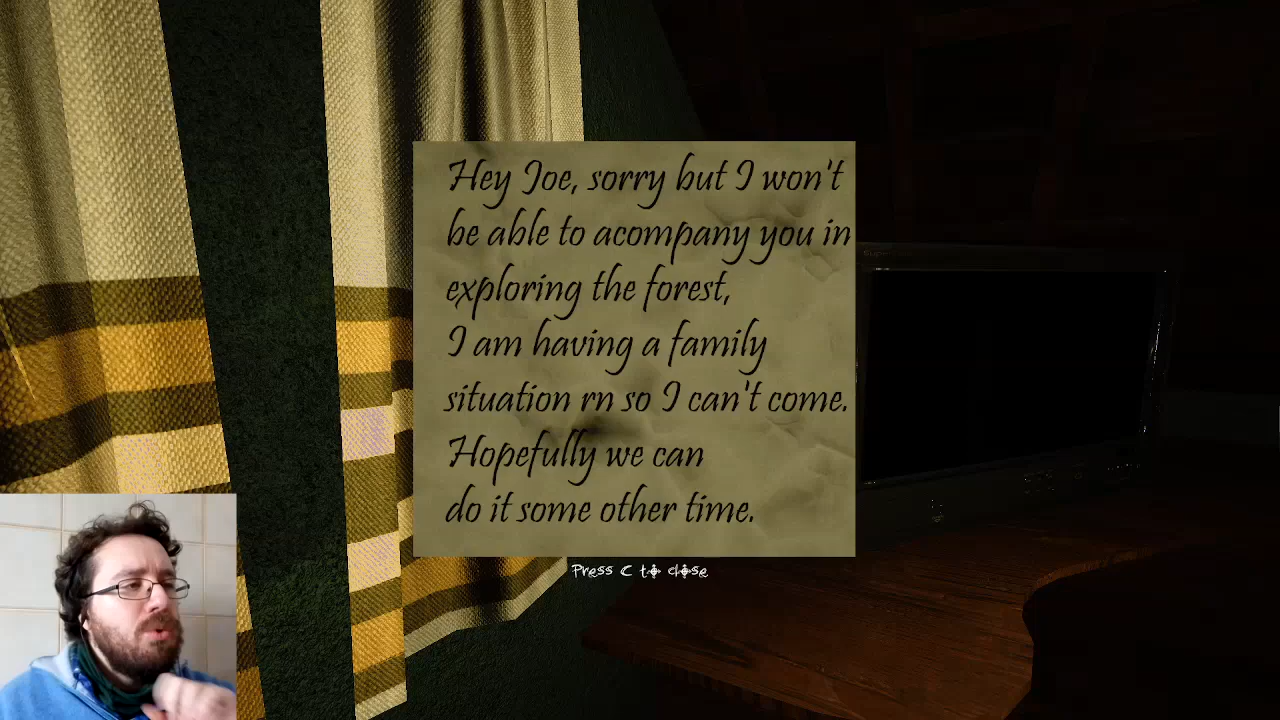 Hey Joe, sorry but I won't
be able to acompany you in
exploring the forest,
I am having a family
situation rn so I can't come.
Hopefully we can
do it some other time.
Press C to close